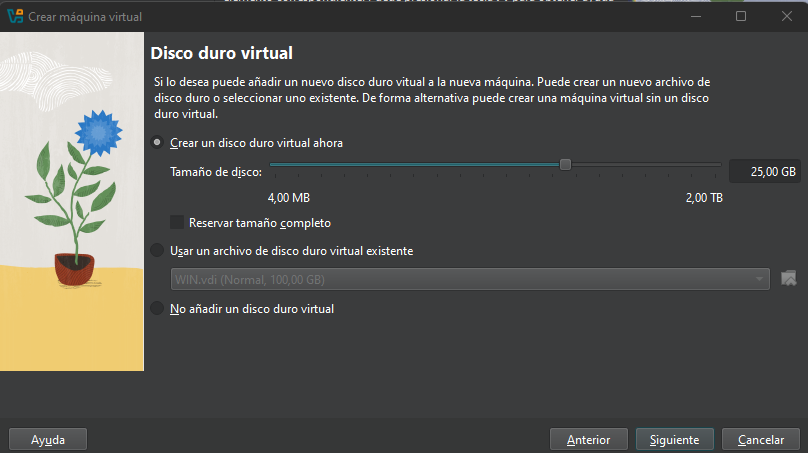 Crear máquina virtual
Disco duro virtual
Si lo desea puede añadir un nuevo disco duro vitual a la nueva máquina. Puede crear un nuevo archivo de
disco duro o seleccionar uno existente. De forma alternativa puede crear una máquina virtual sin un disco
duro virtual.
Crear un disco duro virtual ahora
Tamaño de disco:
25,00 GB
4,00 MB
2,00 TB
Reservar tamaño completo
Usar un archivo de disco duro virtual existente
WIN.vdi (Normal, 100,00 GB)
No añadir un disco duro virtual
Ayuda
Anterior
Siguiente
Cancelar